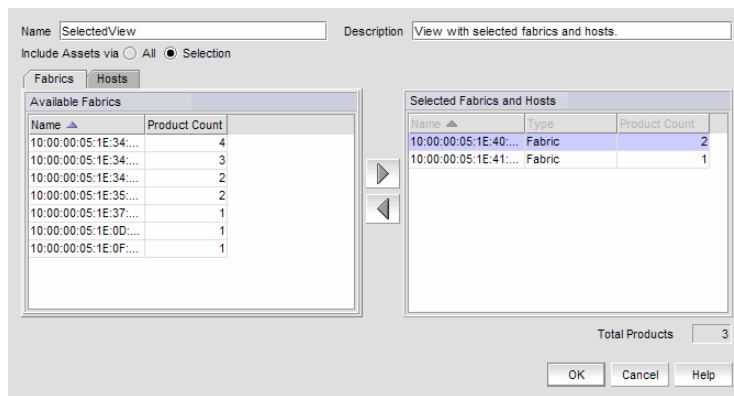 Name SelectedView Description View with selected fabrics and hosts.
Include Assets via All Selection
Fabrics Hosts
Available Fabrics Selected Fabrics and Hosts
Name Product Count Name Type Product Count
10:00:00:05:1E:34:... 4 10:00:00:05:1E:40:... Fabric 2
10:00:00:05:1E:34:... 3 10:00:00:05:1E:41:... Fabric 1
10:00:00:05:1E:34:... 2
10:00:00:05:1E:35:... 2
10:00:00:05:1E:37:... 1
10:00:00:05:1E:0D:... 1
10:00:00:05:1E:0F:... 1
Total Products 3
OK Cancel Help